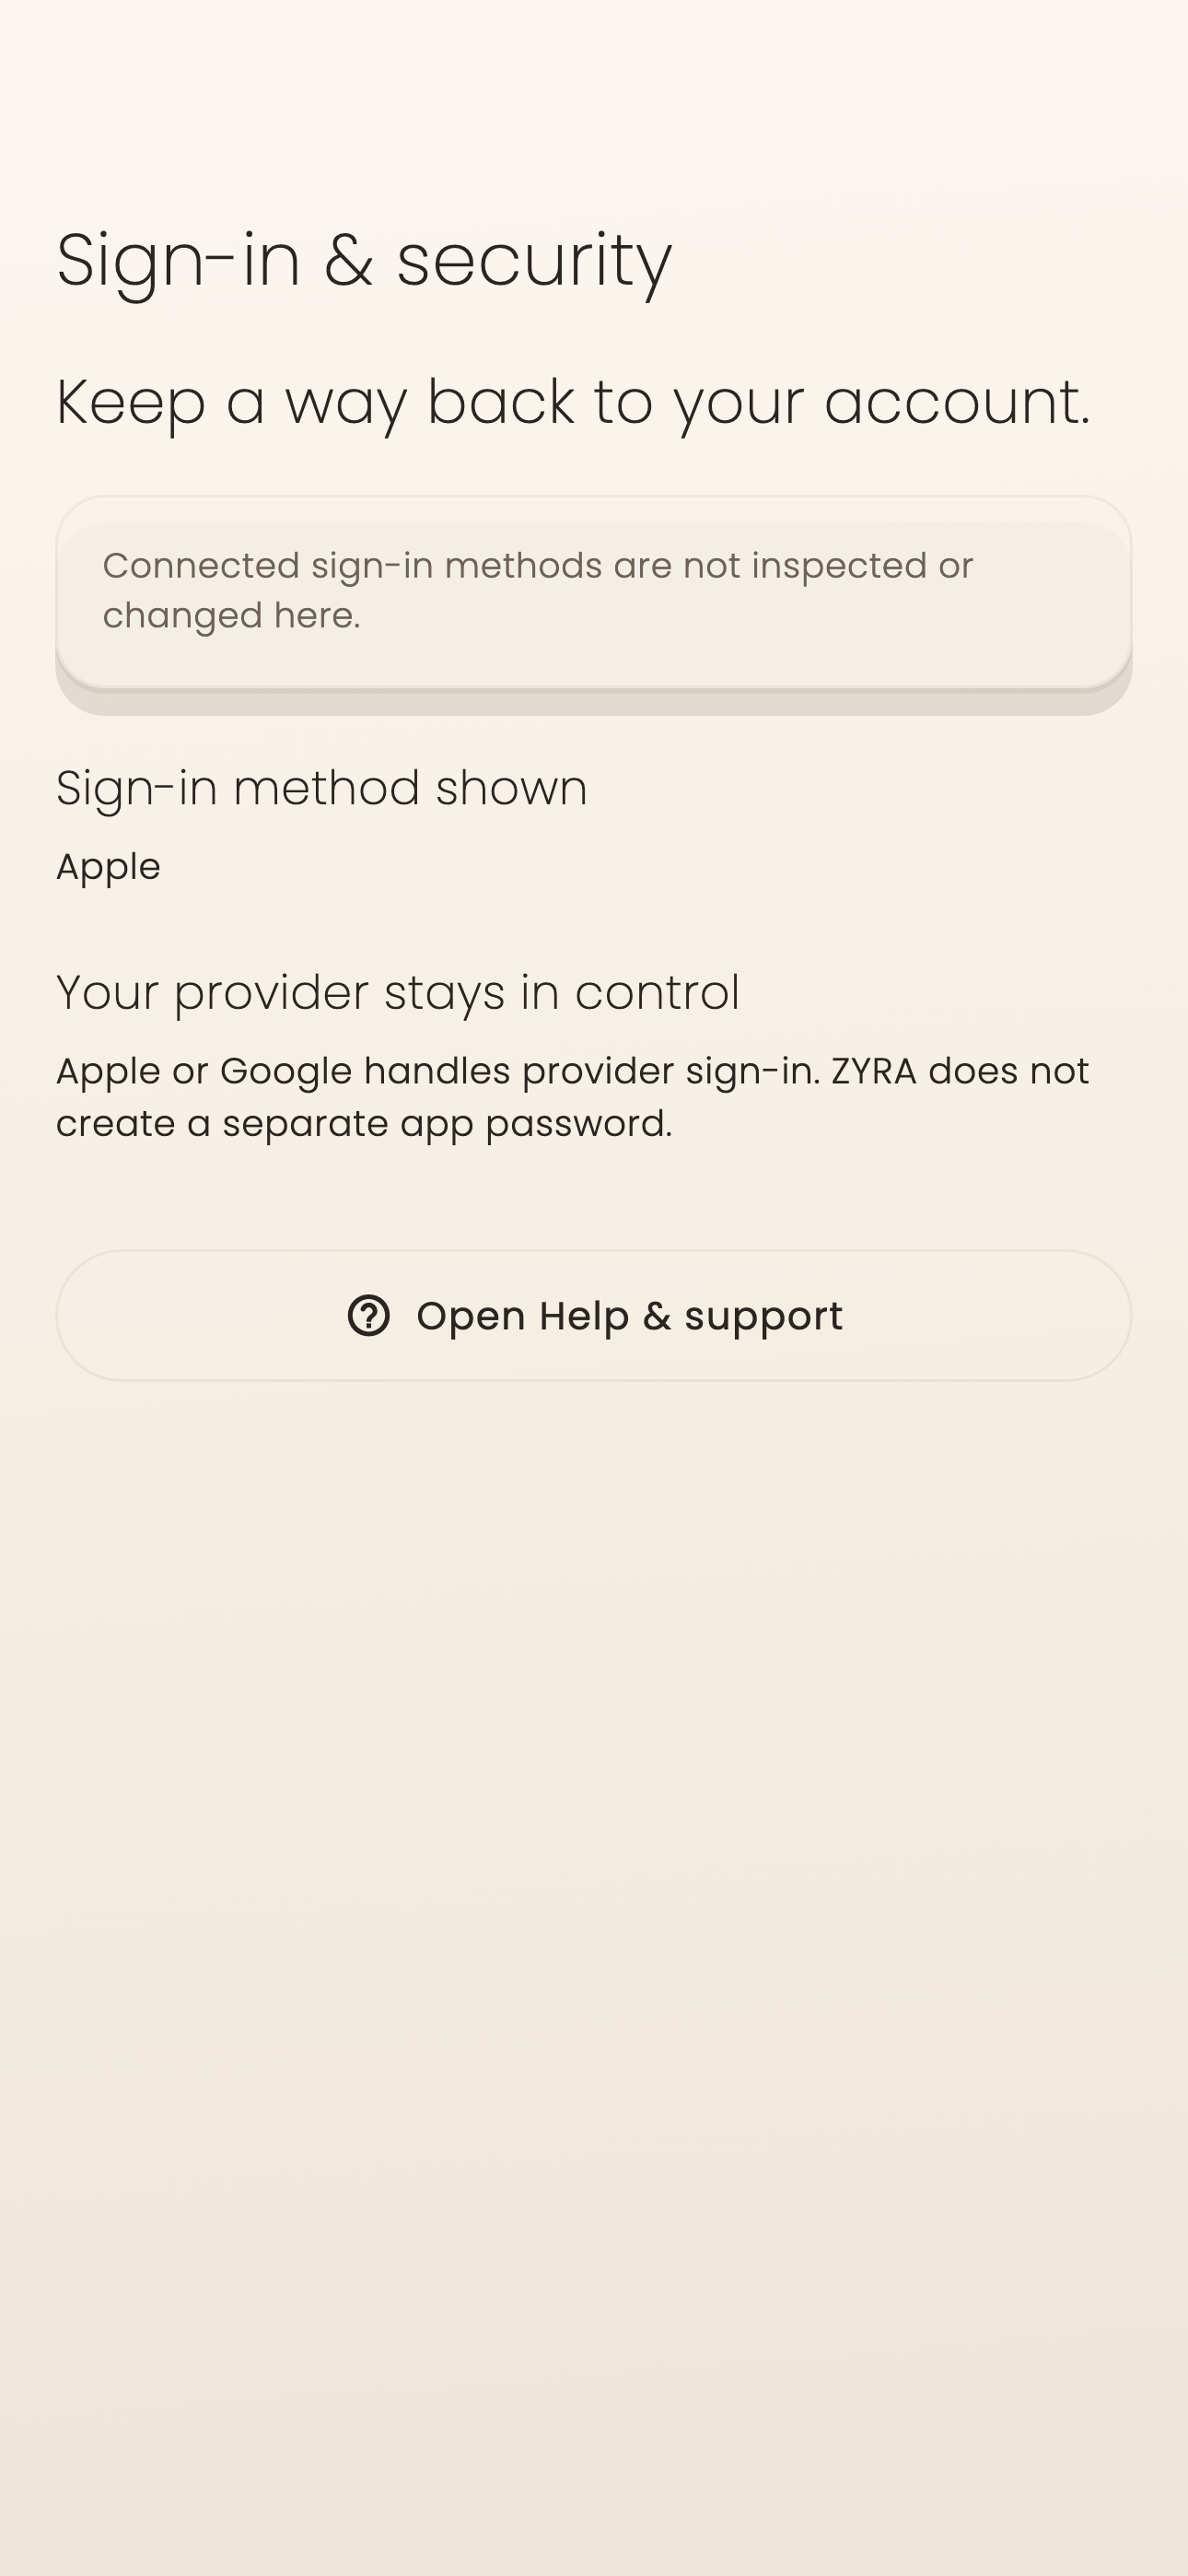 Sign-in & security
Keep a way back to your account.
Connected sign-in methods are not inspected or
changed here.
Sign-in method shown
Apple
Your provider stays in control
Apple or Google handles provider sign-in. ZYRA does not
create a separate app password.
Open Help & support